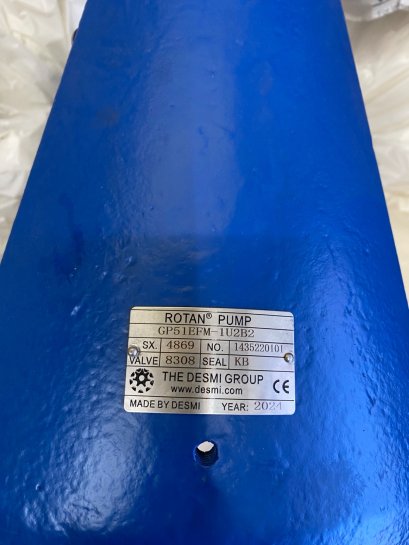 ROTAN® PUMP
GP51EFM-1U2B2
SX. 4869 NO. 1435220101
VALVE 8308 SEAL KB
THE DESMI GROUP CE
www.desmi.com
MADE BY DESMI YEAR: 2024